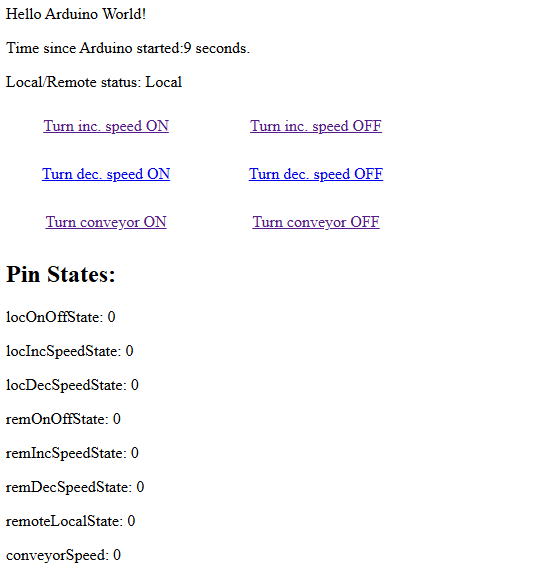 Hello Arduino World!
Time since Arduino started:9 seconds.
Local/Remote status: Local
Turn inc. speed ON Turn inc. speed OFF
Turn dec. speed ON Turn dec. speed OFF
Turn conveyor ON Turn conveyor OFF
Pin States:
locOnOffState: 0
locIncSpeedState: 0
locDecSpeedState: 0
remOnOffState: 0
remIncSpeedState: 0
remDecSpeedState: 0
remoteLocalState: 0
conveyorSpeed: 0